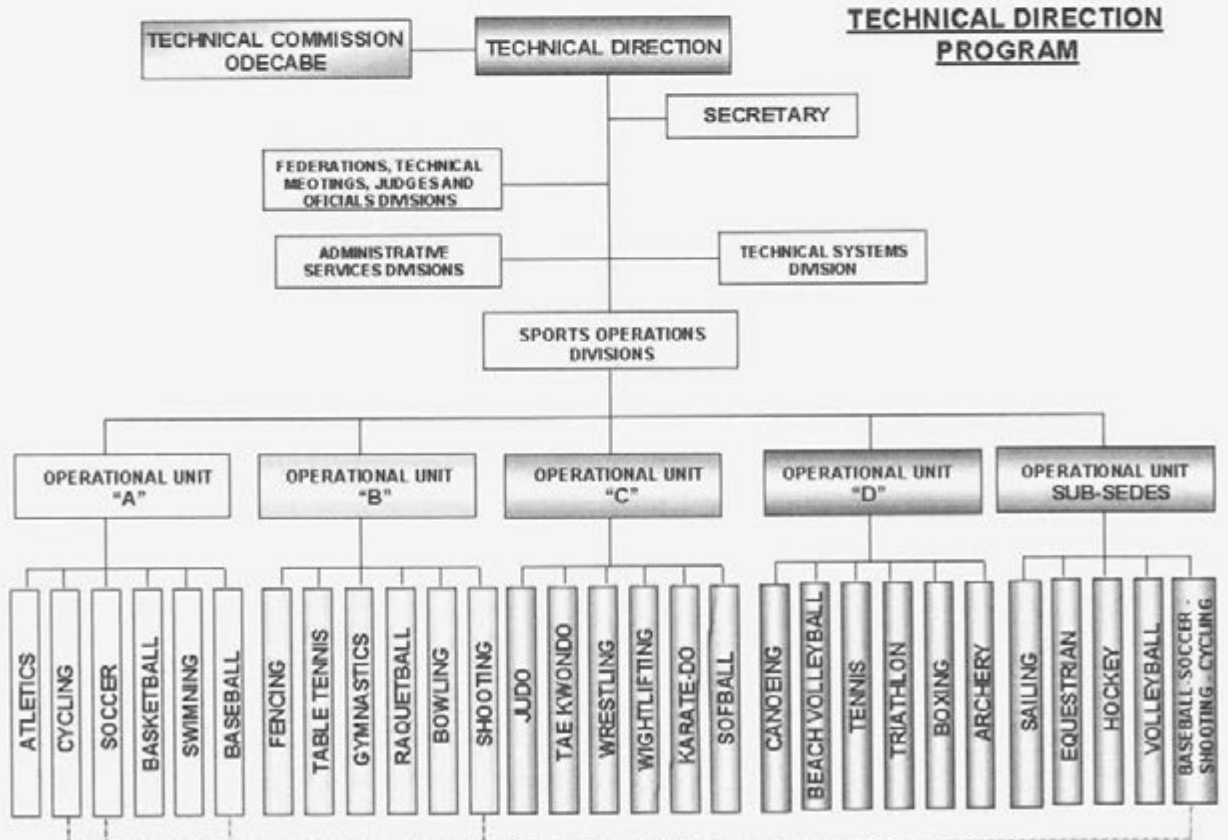 TECHNICAL DIRECTION
PROGRAM
TECHNICAL COMMISSION
ODECABE
TECHNICAL DIRECTION
SECRETARY
FEDERATIONS, TECHNICAL
MEOTINGS, JUDGES AND
OFICIALS DIVISIONS
ADMINISTRATIVE
SERVICES DIVISIONS
TECHNICAL SYSTEMS
DIVISION
SPORTS OPERATIONS
DIVISIONS
OPERATIONAL UNIT
"A"
OPERATIONAL UNIT
"B"
OPERATIONAL UNIT
"C"
OPERATIONAL UNIT
"D"
OPERATIONAL UNIT
SUB-SEDES
ATLETICS
CYCLING
SOCCER
BASKETBALL
SWIMNING
BASEBALL
FENCING
TABLE TENNIS
GYMNASTICS
RAQUETBALL
BOWLING
SHOOTING
JUDO
TAE KWONDO
WRESTLING
WIGHTLIFTING
KARATE-DO
SOFBALL
CANOEING
BEACH VOLLEYBALL
TENNIS
TRIATHLON
BOXING
ARCHERY
SAILING
EQUESTRIAN
HOCKEY
VOLLEYBALL
BASEBALL-SOCCER -
SHOOTING - CYCLING